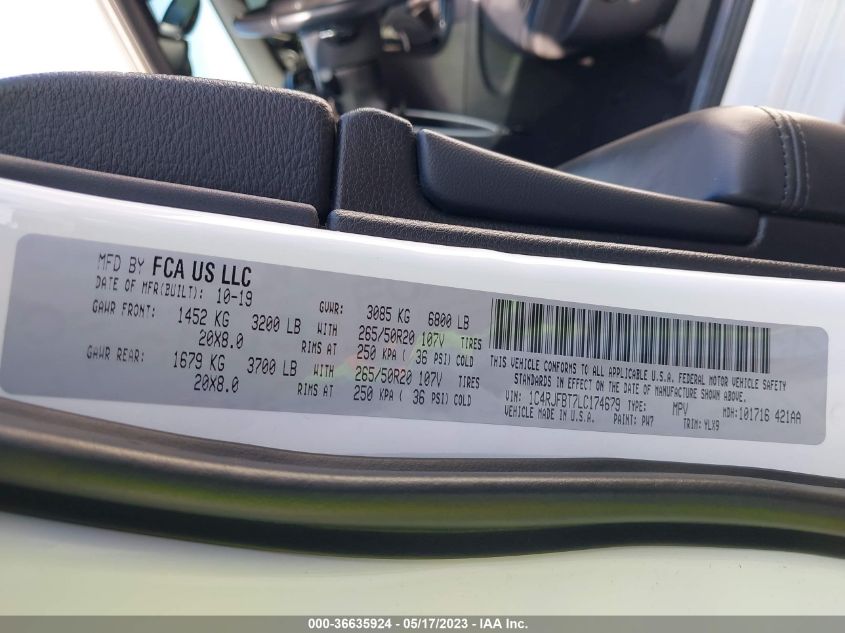 MFD BY FCA US LLC
DATE OF MFR(BUILT): 10-19
GVWR: 3085 KG 6800 LB
GAWR FRONT: 1452 KG 3200 LB WITH 265/50R20 107V TIRES
20X8.0 RIMS AT 250 KPA ( 36 PSI) COLD
GAWR REAR: 1679 KG 3700 LB WITH 265/50R20 107V TIRES
20X8.0 RIMS AT 250 KPA ( 36 PSI) COLD
THIS VEHICLE CONFORMS TO ALL APPLICABLE U.S.A. FEDERAL MOTOR VEHICLE SAFETY
STANDARDS IN EFFECT ON THE DATE OF MANUFACTURE SHOWN ABOVE.
VIN: 1C4RJFBT7LC174679 TYPE: MPV MDH:101716 421AA
VEHICLE MADE IN U.S.A. PAINT: PW7 TRIM: YLX9
000-36635924 - 05/17/2023 - IAA Inc.